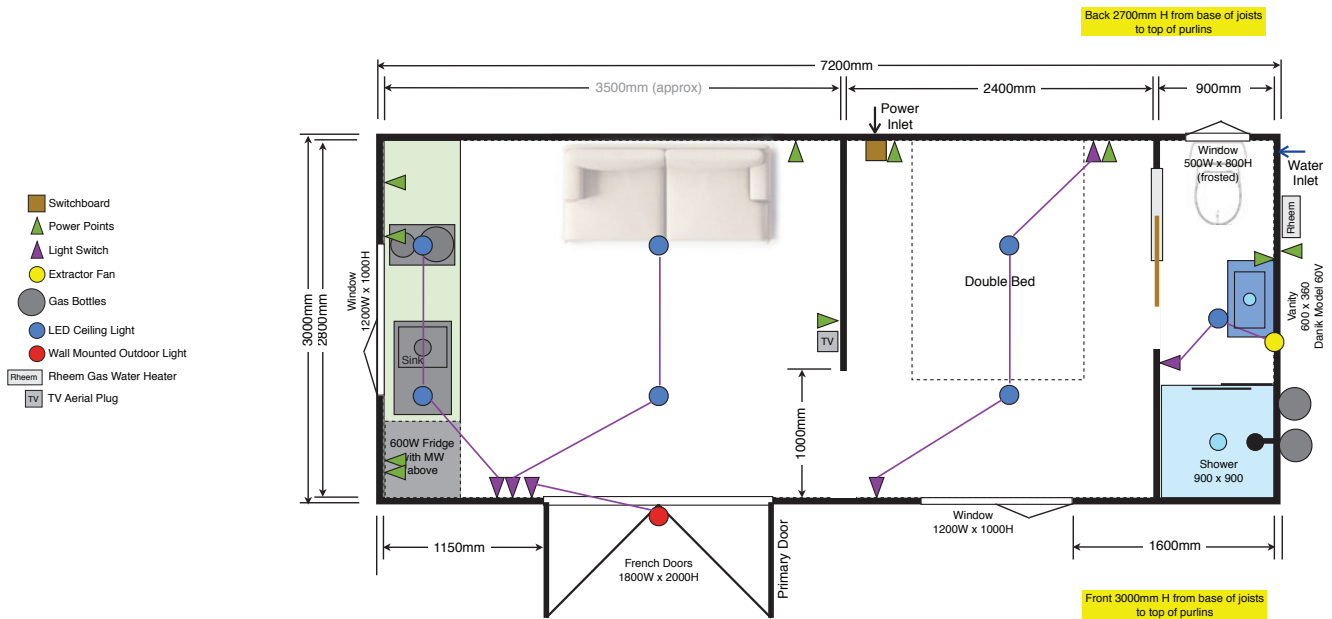 Back 2700mm H from base of joists
to top of purlins
7200mm
3500mm (approx)
2400mm
900mm
Power
Inlet
Window
500W x 800H
(frosted)
Water
Inlet
Switchboard
Power Points
Light Switch
Extractor Fan
Gas Bottles
LED Ceiling Light
Wall Mounted Outdoor Light
Rheem
Rheem Gas Water Heater
TV
TV Aerial Plug
3000mm
2800mm
Window
1200W x 1000H
Sink
600W Fridge
with MW
above
TV
1000mm
Double Bed
Rheem
Vanity
600 x 360
Danik Model 60V
Shower
900 x 900
1150mm
French Doors
1800W x 2000H
Primary Door
Window
1200W x 1000H
1600mm
Front 3000mm H from base of joists
to top of purlins